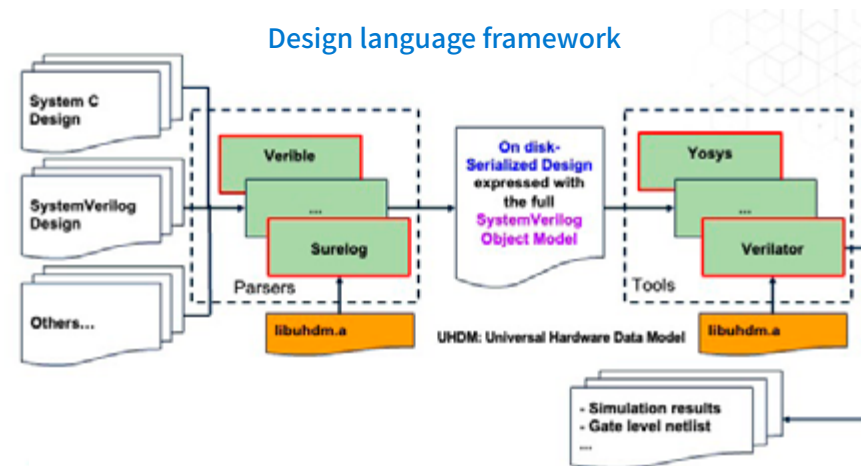 Design language framework
System C
Design
SystemVerilog
Design
Others...
Verible
...
Surelog
Parsers
libuhdm.a
On disk-
Serialized Design
expressed with
the full
SystemVerilog
Object Model
UHDM: Universal Hardware Data Model
Yosys
...
Verilator
Tools
libuhdm.a
- Simulation results
- Gate level netlist
...